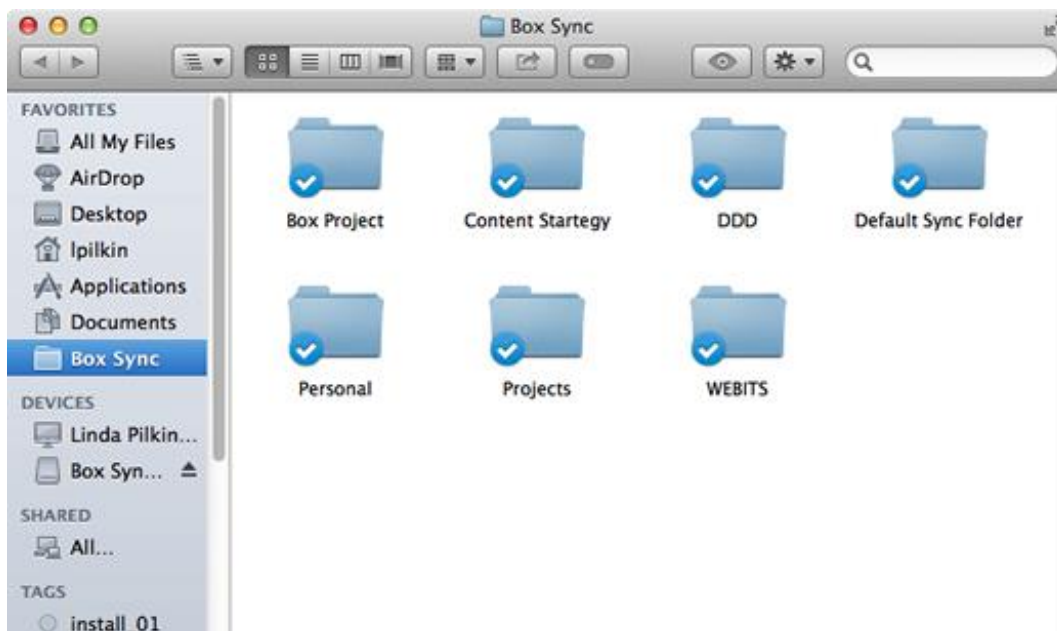 Box Sync
FAVORITES
All My Files
AirDrop
Desktop
lpilkin
Applications
Documents
Box Sync
DEVICES
Linda Pilkin...
Box Syn...
SHARED
All...
TAGS
install_01
Box Project
Content Startegy
DDD
Default Sync Folder
Personal
Projects
WEBITS